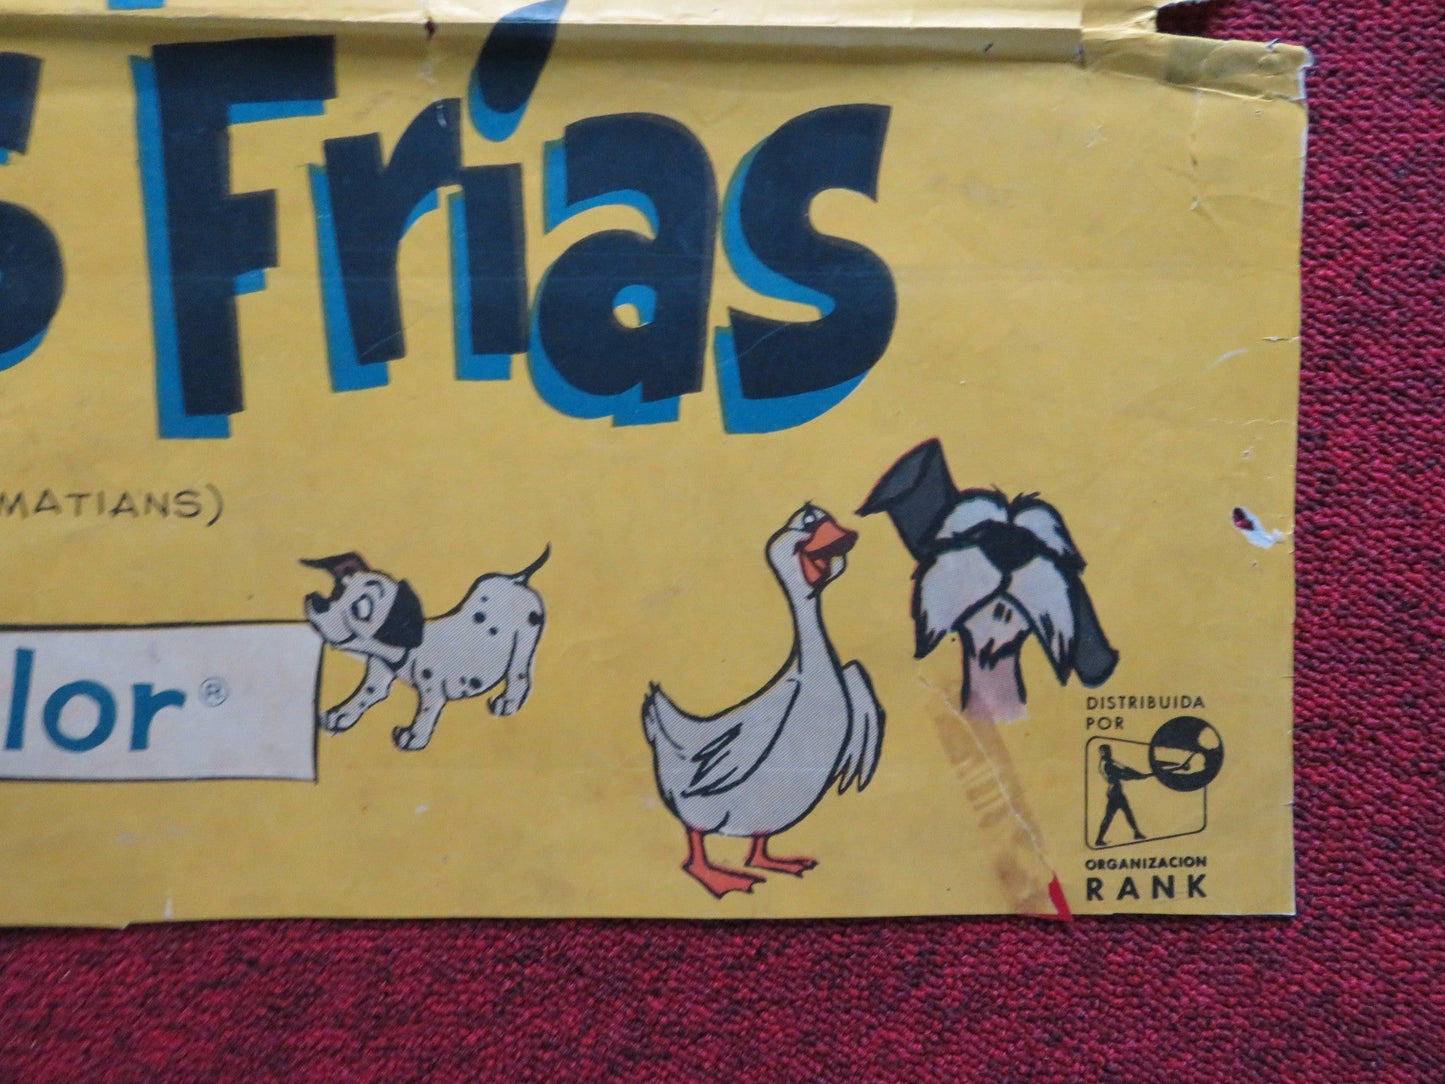 s Frías
MATIANS)
lor®
DISTRIBUIDA
POR
ORGANIZACION
RANK